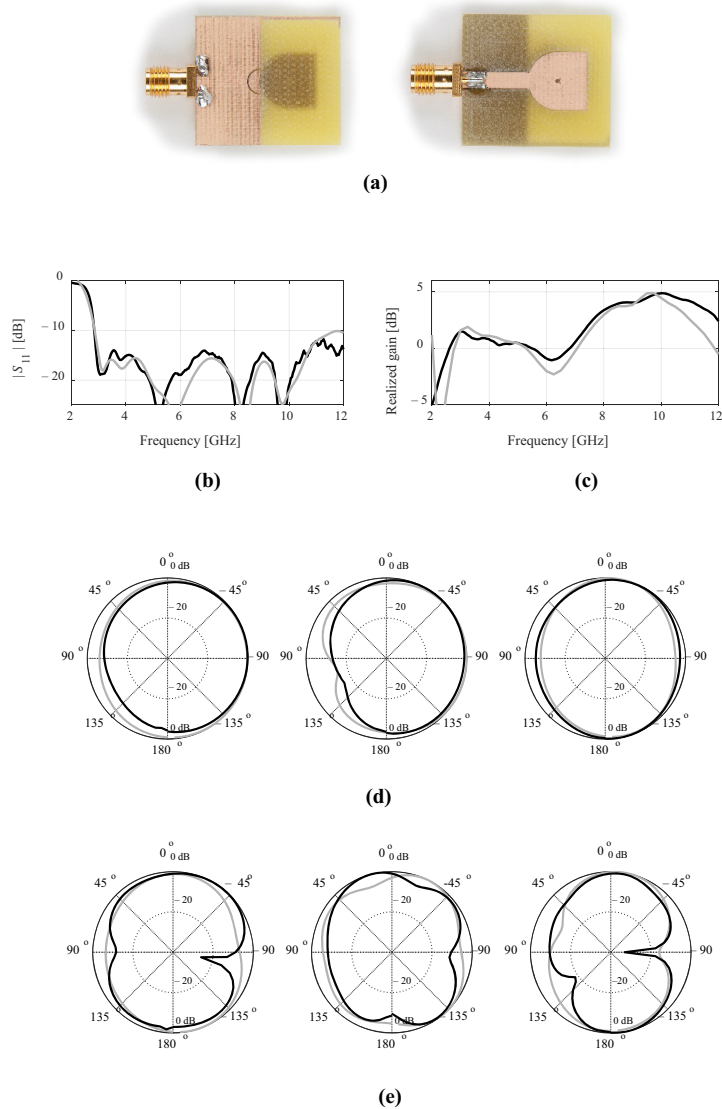 (a)
0
– 10
– 20
|S 11 | [dB]
2 4 6 8 10 12
Frequency [GHz]
(b)
5
0
– 5
Realized gain [dB]
2 4 6 8 10 12
Frequency [GHz]
(c)
0 o 0 dB
45 o
– 45 o
– 20
90 o
– 90
– 20
135 o
0 dB
– 135 o
180 o
0 o 0 dB
45 o
– 45 o
– 20
90 o
– 90
– 20
135 o
0 dB
– 135 o
180 o
0 o 0 dB
45 o
– 45 o
– 20
90 o
– 90
– 20
135 o
0 dB
– 135 o
180 o
(d)
0 o 0 dB
45 o
– 45 o
– 20
90 o
– 90 o
– 20
135 o
0 dB
– 135 o
180 o
0 o 0 dB
45 o
– 45 o
– 20
90 o
– 90 o
– 20
135 o
0 dB
– 135 o
180 o
0 o 0 dB
45 o
– 45 o
– 20
90 o
– 90 o
– 20
135 o
0 dB
– 135 o
180 o
(e)